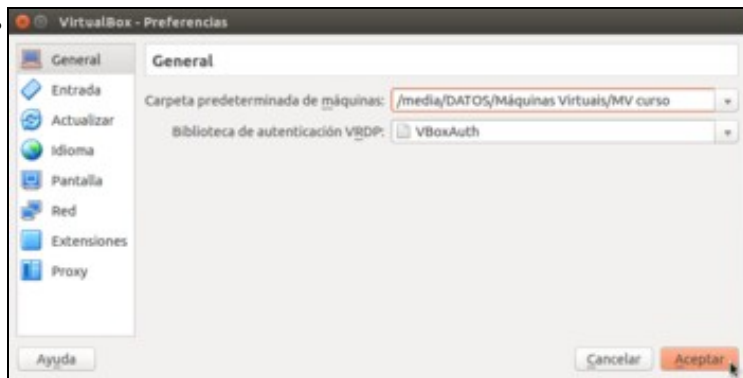 VirtualBox - Preferencias
General
Entrada
Actualizar
Idioma
Pantalla
Red
Extensiones
Proxy
General
Carpeta predeterminada de máquinas: /media/DATOS/Máquinas Virtuais/MV curso
Biblioteca de autenticación VRDP: VBoxAuth
Ayuda
Cancelar
Aceptar